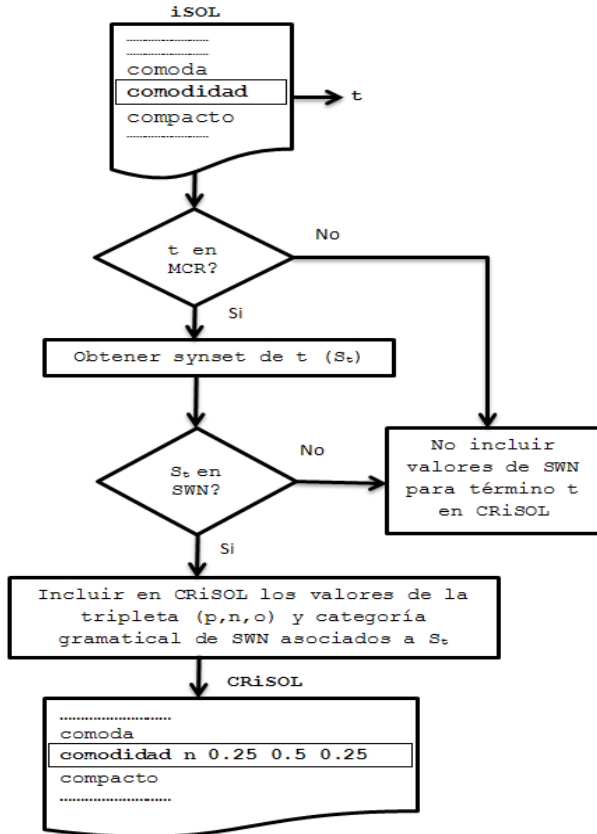 iSOL
comoda
comodidad
t
compacto
t en
MCR?
No
Si
Obtener synset de t (St)
St en
SWN?
No
No incluir
valores de SWN
para término t
en CRiSOL
Si
Incluir en CRiSOL los valores de la
tripleta (p,n,o) y categoría
gramatical de SWN asociados a St
CRiSOL
comoda
comodidad n 0.25 0.5 0.25
compacto